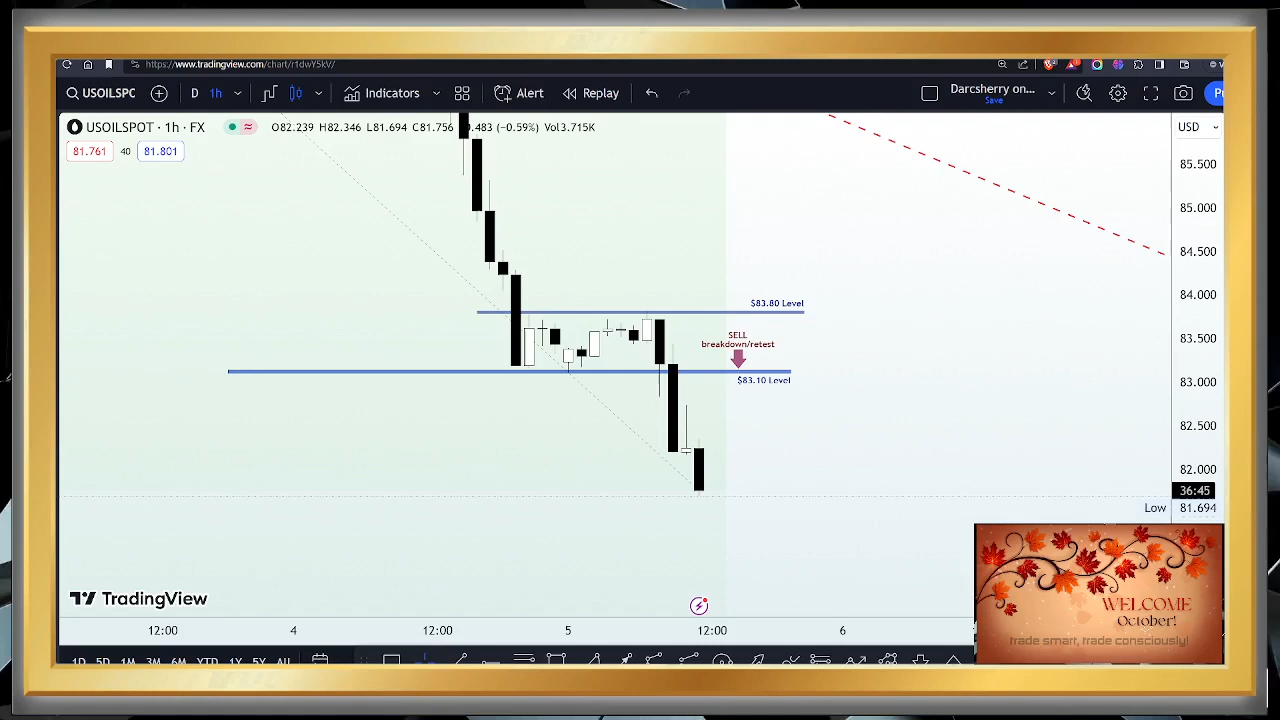 https://www.tradingview.com/chart/r1dwY5kV/
USOILSPC
D
1h
Indicators
Alert
Replay
Darcsherry on...
Save
USOILSPOT · 1h · FX
O82.239 H82.346 L81.694 C81.756 0.483 (−0.59%) Vol3.715K
81.761
40
81.801
USD
85.500
85.000
84.500
84.000
83.500
83.000
82.500
82.000
36:45
Low 81.694
$83.80 Level
SELL
breakdown/retest
$83.10 Level
TradingView
12:00
4
12:00
5
12:00
6
1D 5D 1M 3M 6M YTD 1Y 5Y All
WELCOME
October!
trade smart, trade consciously!